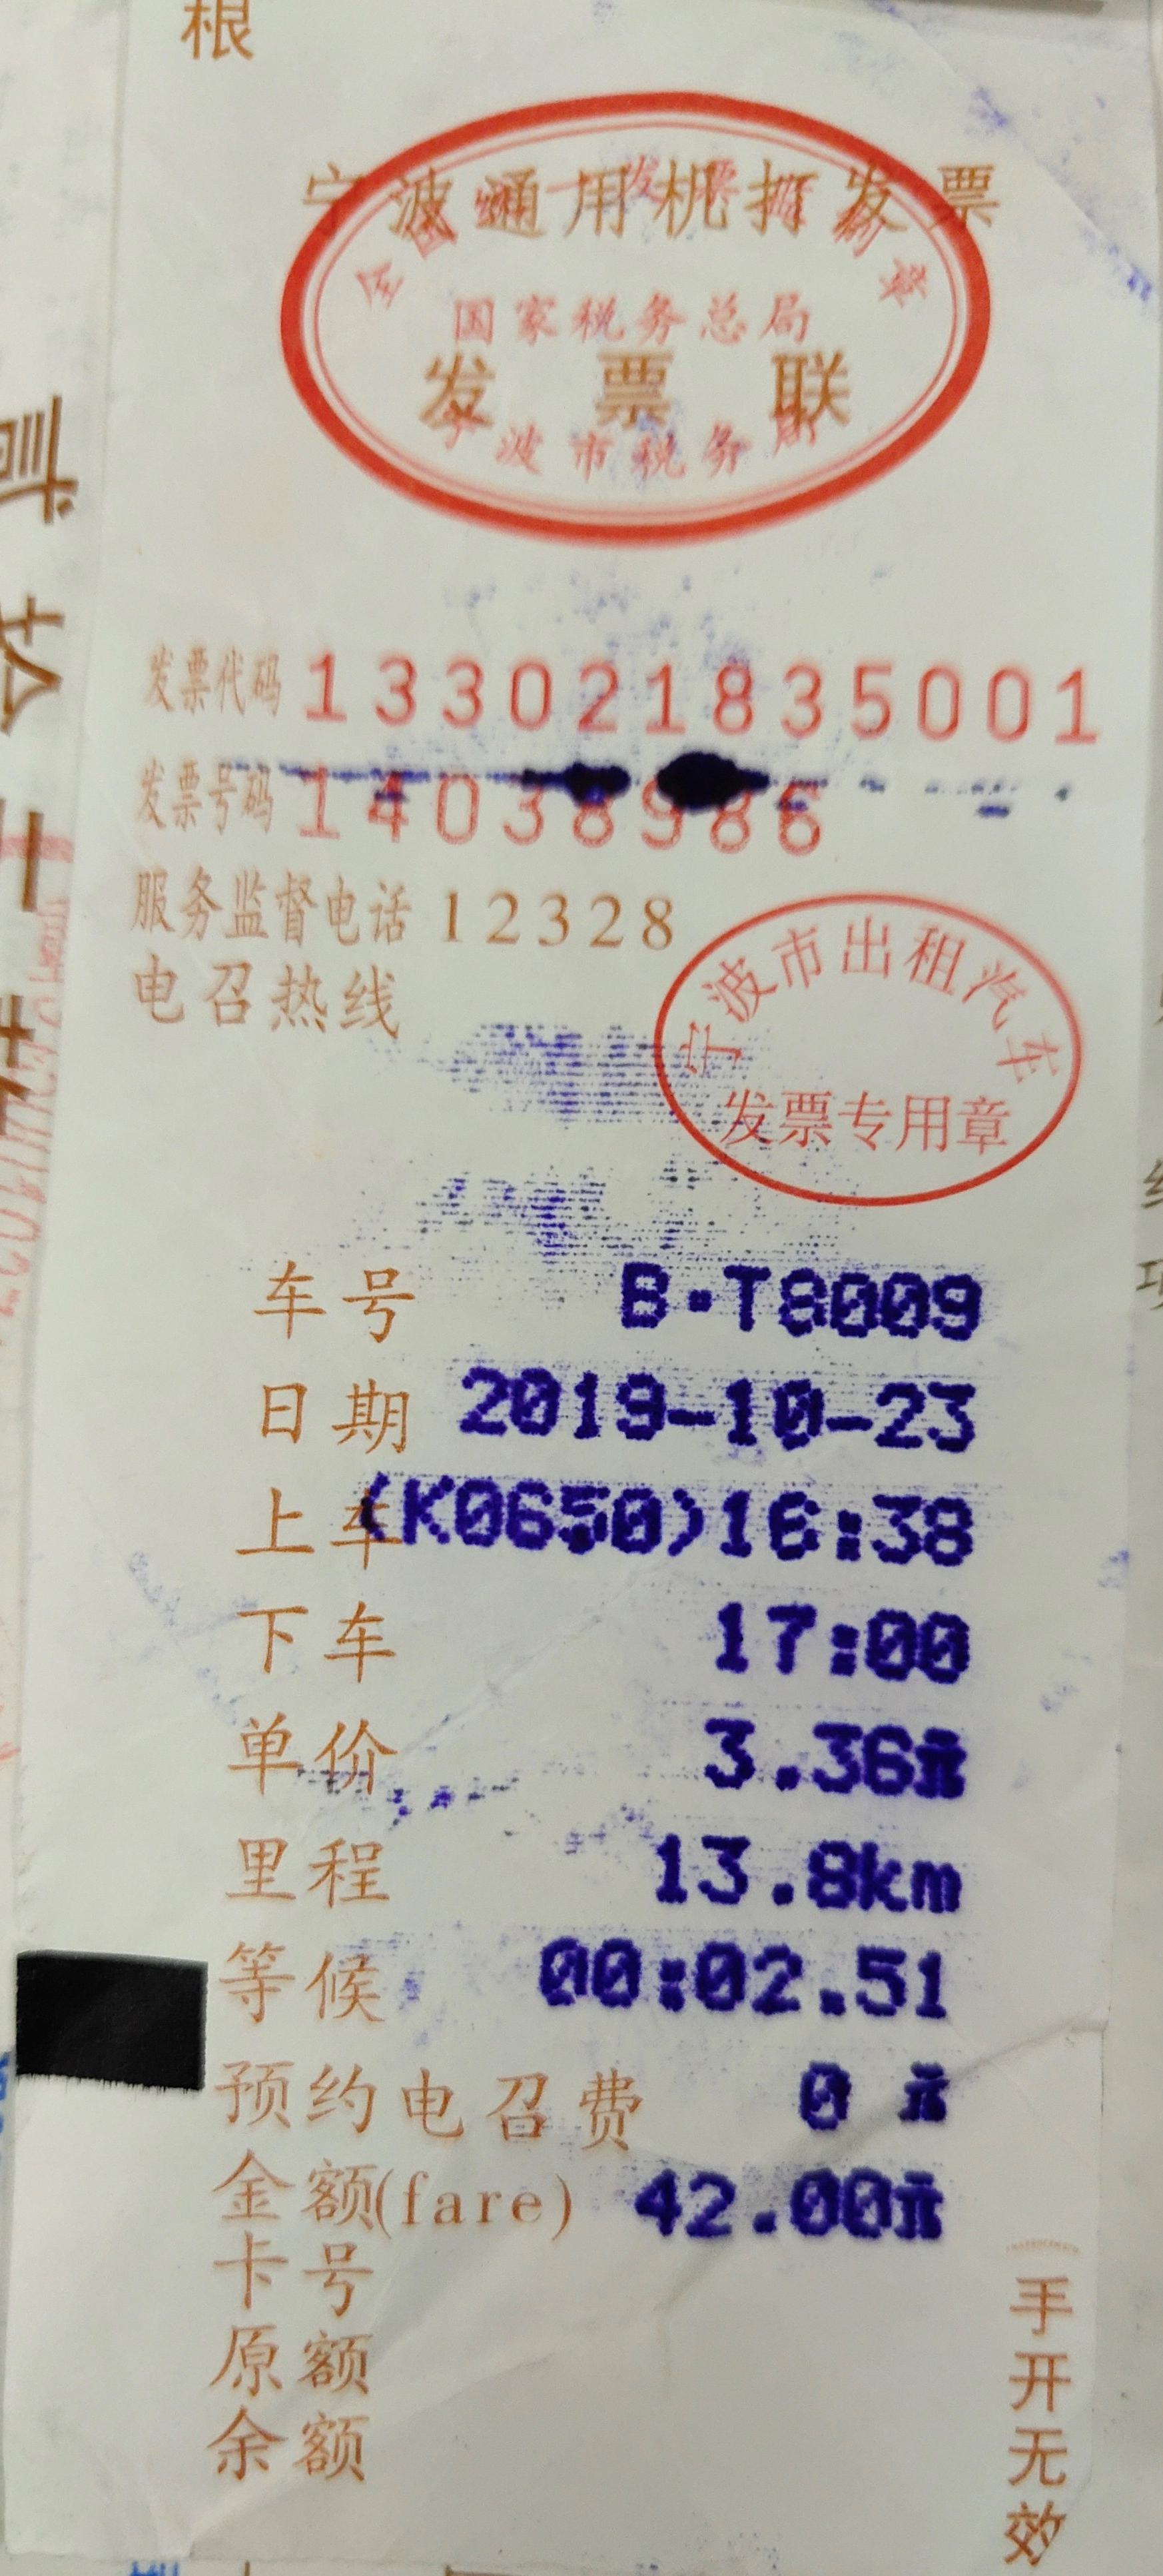 根
宁波通用机打发票
全国统一发票监制章
国家税务总局
发票联
宁波市税务局
发票代码 133021835001
发票号码 14038986
服务监督电话 12328
电召热线
宁波市出租汽车
发票专用章
车号 B·T8009
日期 2019-10-23
上车 (K0650)16:38
下车 17:00
单价 3.36元
里程 13.8km
等候 00:02.51
预约电召费 0 元
金额(fare) 42.00元
卡号
原额
余额
手开无效
贰拾一